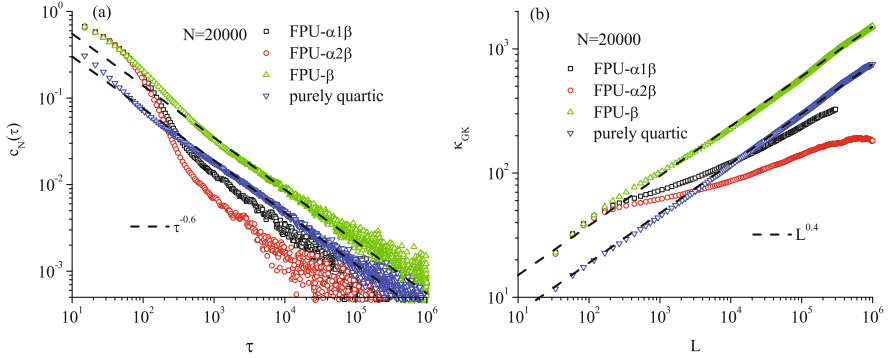 (a)
N=20000
FPU-α1β
FPU-α2β
FPU-β
purely quartic
τ^-0.6
c_N(τ)
10^0
10^-1
10^-2
10^-3
10^1 10^2 10^3 10^4 10^5 10^6
τ
(b)
N=20000
FPU-α1β
FPU-α2β
FPU-β
purely quartic
L^0.4
κ_GK
10^3
10^2
10^1
10^1 10^2 10^3 10^4 10^5 10^6
L